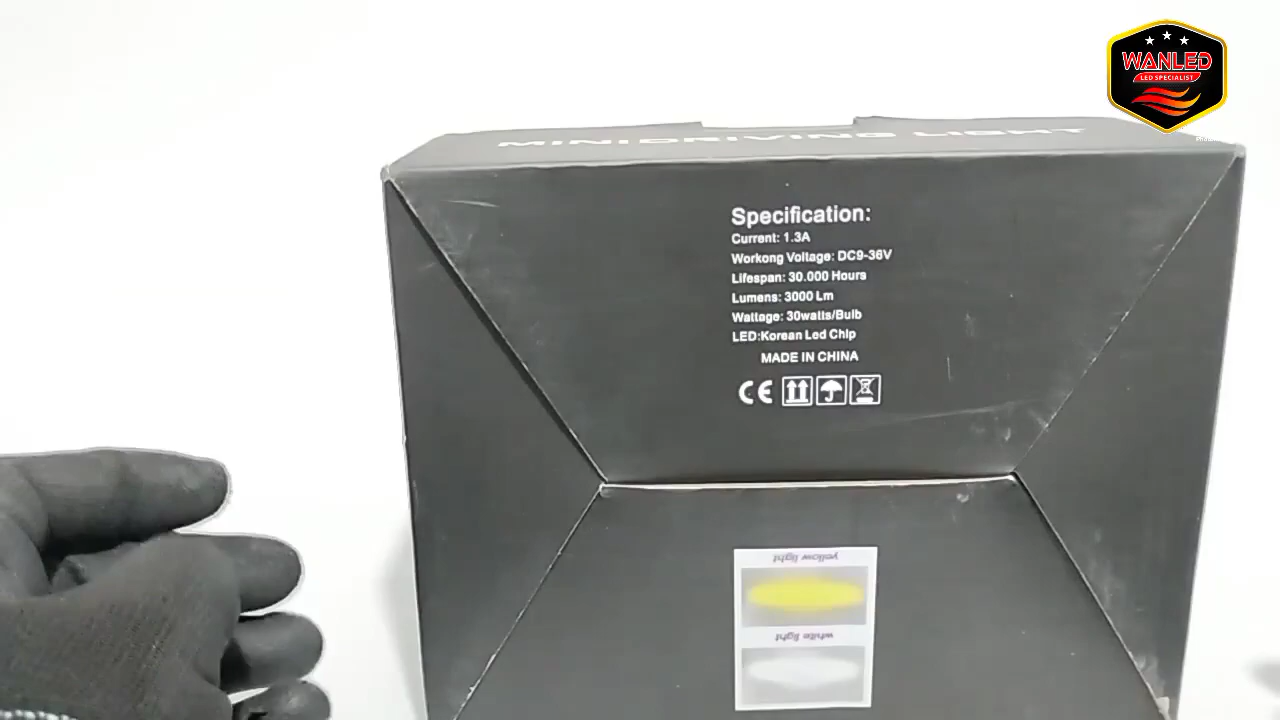 WANLED
LED SPECIALIST
MINI DRIVING LIGHT
Specification:
Current: 1.3A
Workong Voltage: DC9-36V
Lifespan: 30.000 Hours
Lumens: 3000 Lm
Wattage: 30watts/Bulb
LED:Korean Led Chip
MADE IN CHINA
CE
yellow light
white light